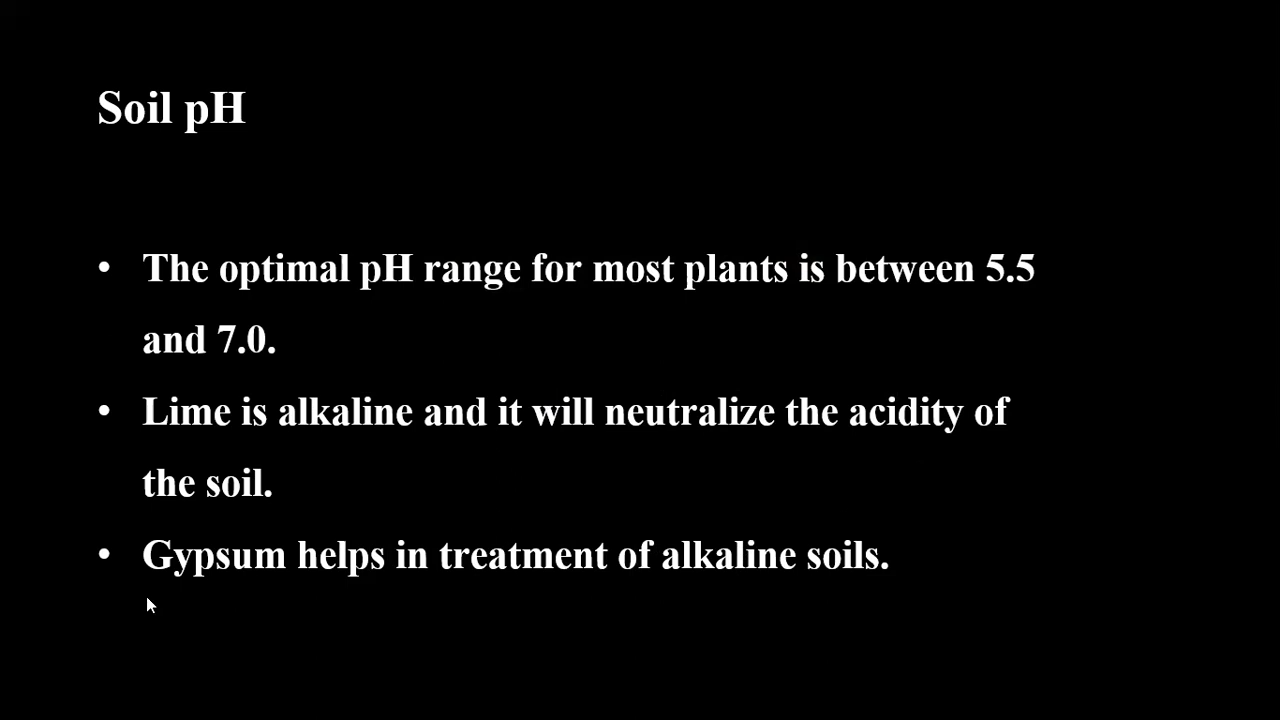 Soil pH
• The optimal pH range for most plants is between 5.5
and 7.0.
• Lime is alkaline and it will neutralize the acidity of
the soil.
• Gypsum helps in treatment of alkaline soils.